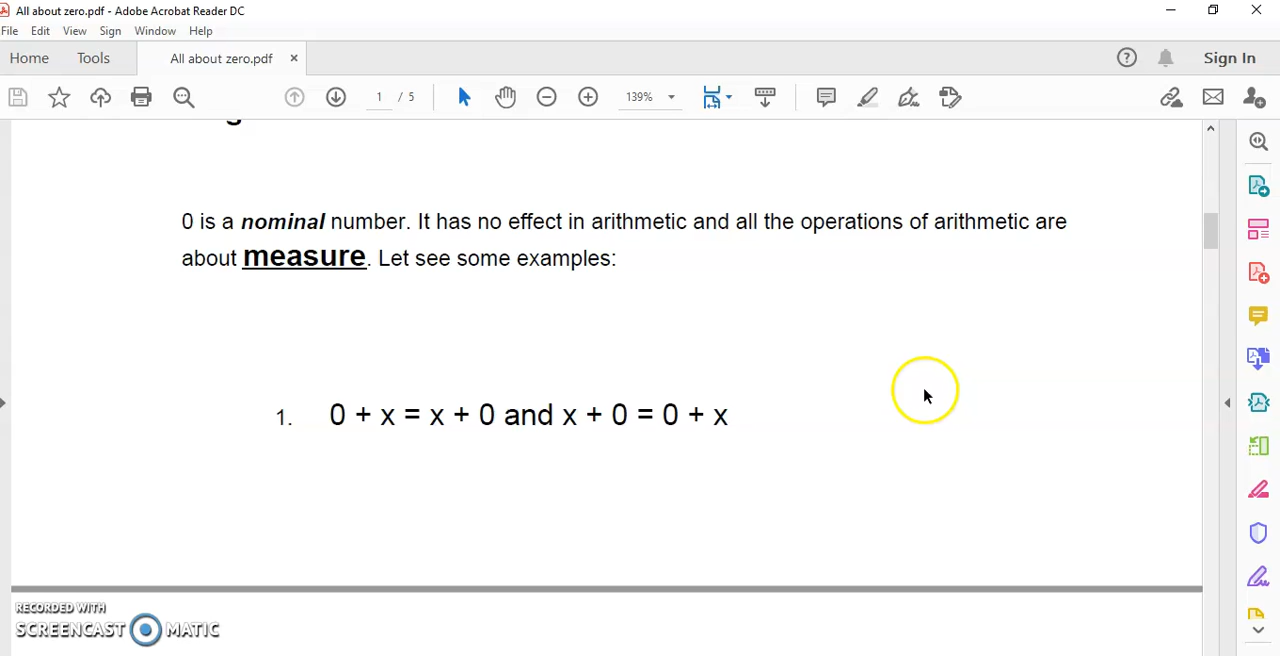 All about zero.pdf - Adobe Acrobat Reader DC
File Edit View Sign Window Help
Home Tools All about zero.pdf × Sign In
1 / 5 139%
0 is a nominal number. It has no effect in arithmetic and all the operations of arithmetic are
about measure. Let see some examples:
1. 0 + x = x + 0 and x + 0 = 0 + x
RECORDED WITH
SCREENCAST MATIC